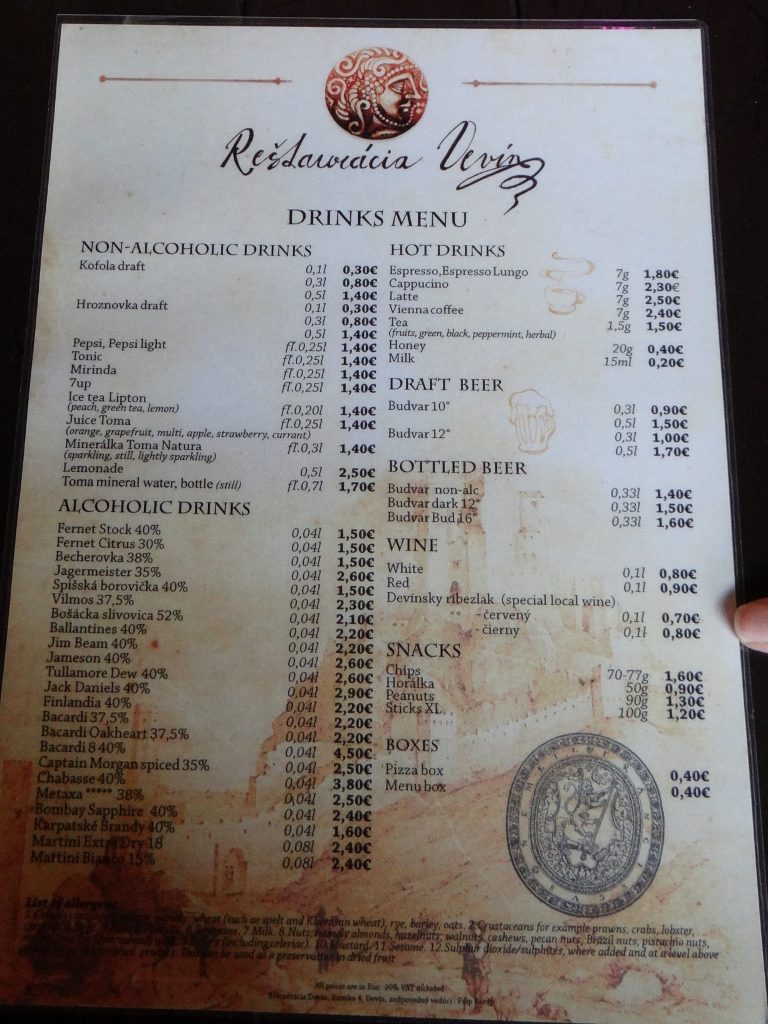 Reštaurácia Devín
DRINKS MENU
NON-ALCOHOLIC DRINKS
Kofola draft 0,1l 0,30€
0,3l 0,80€
0,5l 1,40€
Hroznovka draft 0,1l 0,30€
0,3l 0,80€
0,5l 1,40€
Pepsi, Pepsi light fl.0,25l 1,40€
Tonic fl.0,25l 1,40€
Mirinda fl.0,25l 1,40€
7up fl.0,25l 1,40€
Ice tea Lipton fl.0,20l 1,40€
(peach, green tea, lemon)
Juice Toma fl.0,25l 1,40€
(orange, grapefruit, multi, apple, strawberry, currant)
Minerálka Toma Natura fl.0,3l 1,40€
(sparkling, still, lightly sparkling)
Lemonade 0,5l 2,50€
Toma mineral water, bottle (still) fl.0,7l 1,70€
ALCOHOLIC DRINKS
Fernet Stock 40% 0,04l 1,50€
Fernet Citrus 30% 0,04l 1,50€
Becherovka 38% 0,04l 1,50€
Jagermeister 35% 0,04l 2,60€
Spišská borovička 40% 0,04l 1,50€
Vilmos 37,5% 0,04l 2,30€
Bošácka slivovica 52% 0,04l 2,10€
Ballantines 40% 0,04l 2,20€
Jim Beam 40% 0,04l 2,20€
Jameson 40% 0,04l 2,60€
Tullamore Dew 40% 0,04l 2,60€
Jack Daniels 40% 0,04l 2,90€
Finlandia 40% 0,04l 2,20€
Bacardi 37,5% 0,04l 2,20€
Bacardi Oakheart 37,5% 0,04l 2,20€
Bacardi 8 40% 0,04l 4,50€
Captain Morgan spiced 35% 0,04l 2,50€
Chabasse 40% 0,04l 3,80€
Metaxa ***** 38% 0,04l 2,50€
Bombay Sapphire 40% 0,04l 2,40€
Karpatské Brandy 40% 0,04l 1,60€
Martini Extra Dry 18 0,08l 2,40€
Martini Bianco 15% 0,08l 2,40€
HOT DRINKS
Espresso,Espresso Lungo 7g 1,80€
Cappucino 7g 2,30€
Latte 7g 2,50€
Vienna coffee 7g 2,40€
Tea 1,5g 1,50€
(fruits, green, black, peppermint, herbal)
Honey 20g 0,40€
Milk 15ml 0,20€
DRAFT BEER
Budvar 10° 0,3l 0,90€
0,5l 1,50€
Budvar 12° 0,3l 1,00€
0,5l 1,70€
BOTTLED BEER
Budvar non-alc 0,33l 1,40€
Budvar dark 12° 0,33l 1,50€
Budvar Bud 16° 0,33l 1,60€
WINE
White 0,1l 0,80€
Red 0,1l 0,90€
Devinsky ribezlak (special local wine)
- červený 0,1l 0,70€
- čierny 0,1l 0,80€
SNACKS
Chips 70-77g 1,60€
Horálka 50g 0,90€
Peanuts 90g 1,30€
Sticks XL 100g 1,20€
BOXES
Pizza box 0,40€
Menu box 0,40€
List of allergens
wheat (such as spelt and Khorasan wheat), rye, barley, oats. 2.Crustaceans for example prawns, crabs, lobster,
7.Milk. 8.Nuts, namely almonds, hazelnuts, walnuts, cashews, pecan nuts, Brazil nuts, pistachio nuts,
(including celeriac). 10.Mustard. 11.Sesame. 12.Sulphur dioxide/sulphites, where added and at a level above
be used as a preservative in dried fruit
All prices are in Eur. 20% VAT included.
Reštaurácia Devín, 4, Devín, zodpovedný vedúci: Filip